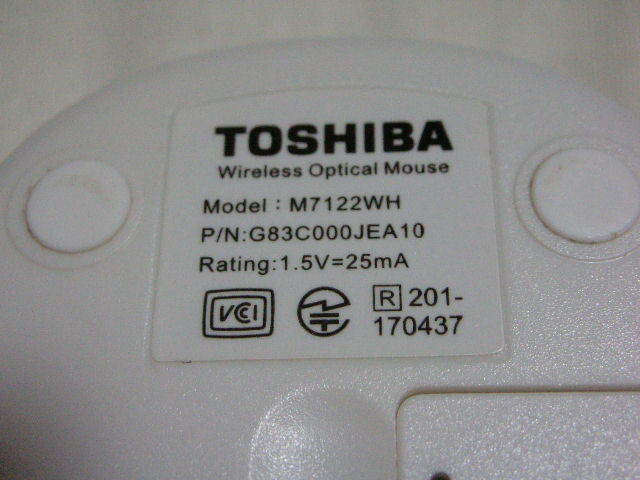 TOSHIBA
Wireless Optical Mouse
Model : M7122WH
P/N:G83C000JEA10
Rating:1.5V=25mA
VCCI R 201-
170437